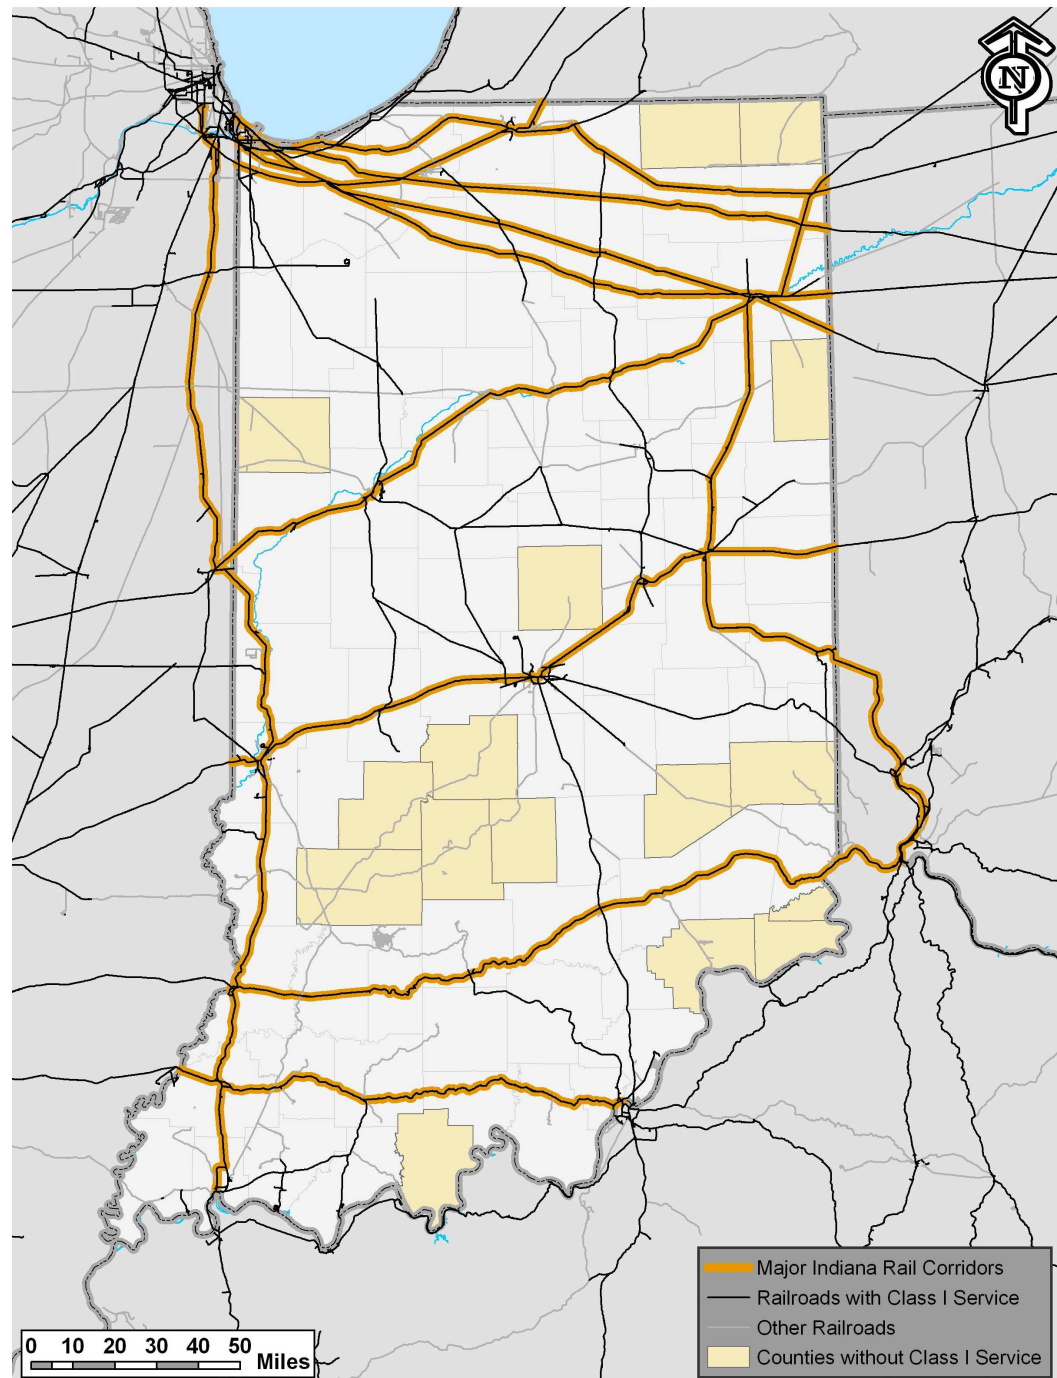 N
Major Indiana Rail Corridors
Railroads with Class I Service
Other Railroads
Counties without Class I Service
0 10 20 30 40 50
Miles